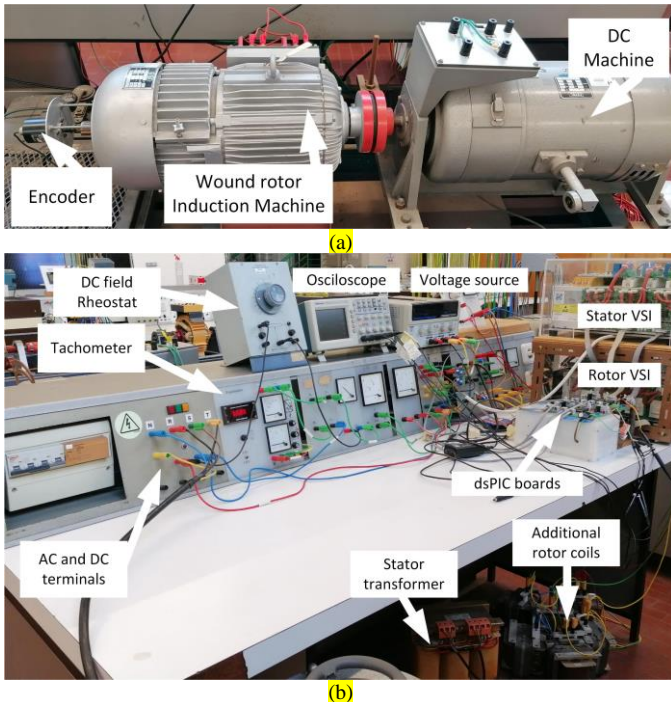 DC
Machine
Encoder
Wound rotor
Induction Machine
(a)
DC field
Rheostat
Osciloscope
Voltage source
Tachometer
Stator VSI
Rotor VSI
dsPIC boards
AC and DC
terminals
Stator
transformer
Additional
rotor coils
(b)